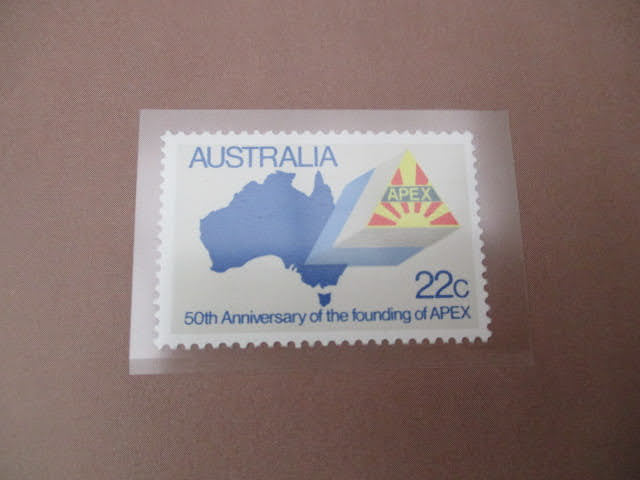 AUSTRALIA
APEX
22c
50th Anniversary of the founding of APEX